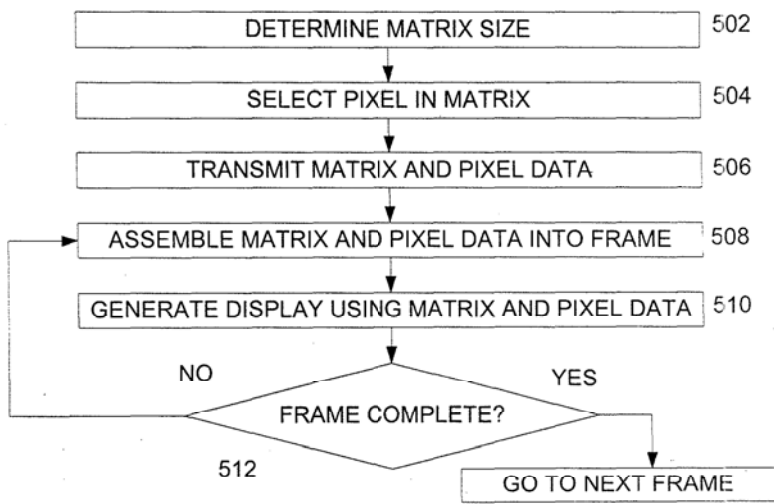 DETERMINE MATRIX SIZE 502
SELECT PIXEL IN MATRIX 504
TRANSMIT MATRIX AND PIXEL DATA 506
ASSEMBLE MATRIX AND PIXEL DATA INTO FRAME 508
GENERATE DISPLAY USING MATRIX AND PIXEL DATA 510
NO YES
FRAME COMPLETE?
512
GO TO NEXT FRAME